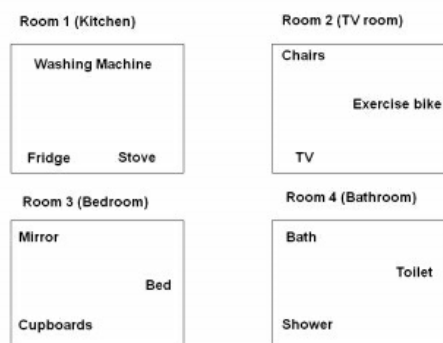 Room 1 (Kitchen)
Washing Machine
Fridge Stove
Room 2 (TV room)
Chairs
Exercise bike
TV
Room 3 (Bedroom)
Mirror
Bed
Cupboards
Room 4 (Bathroom)
Bath
Toilet
Shower